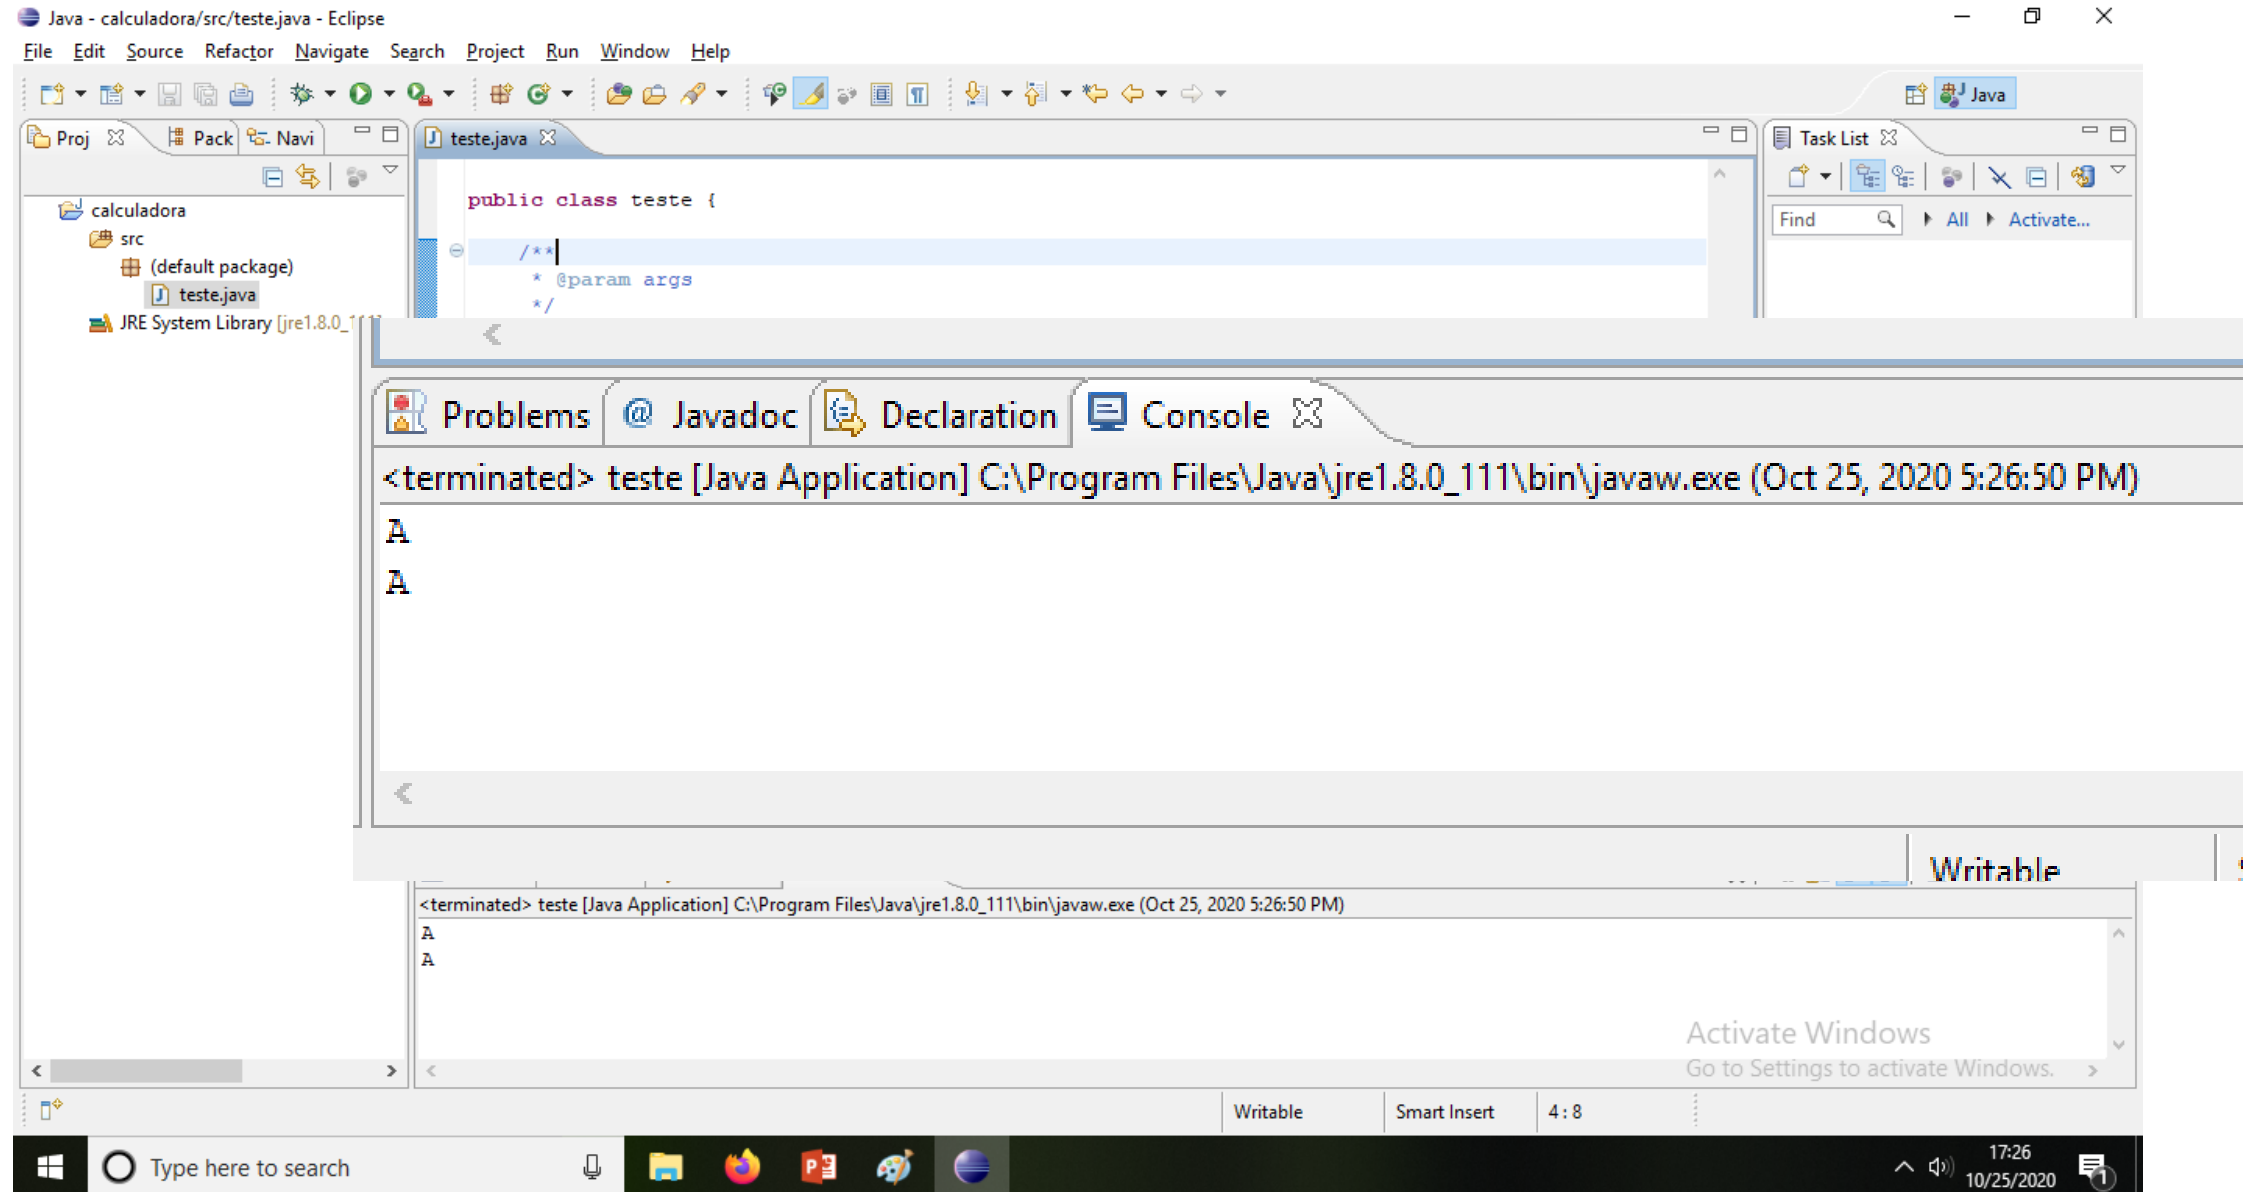 Java - calculadora/src/teste.java - Eclipse
File Edit Source Refactor Navigate Search Project Run Window Help
Java
Proj Pack Navi
teste.java
Task List
calculadora
src
(default package)
teste.java
JRE System Library [jre1.8.0_111]
public class teste {
/**
* @param args
*/
Find All Activate...
Problems @ Javadoc Declaration Console
<terminated> teste [Java Application] C:\Program Files\Java\jre1.8.0_111\bin\javaw.exe (Oct 25, 2020 5:26:50 PM)
A
A
Writable
<terminated> teste [Java Application] C:\Program Files\Java\jre1.8.0_111\bin\javaw.exe (Oct 25, 2020 5:26:50 PM)
A
A
Activate Windows
Go to Settings to activate Windows.
Writable Smart Insert 4 : 8
Type here to search
17:26
10/25/2020
1